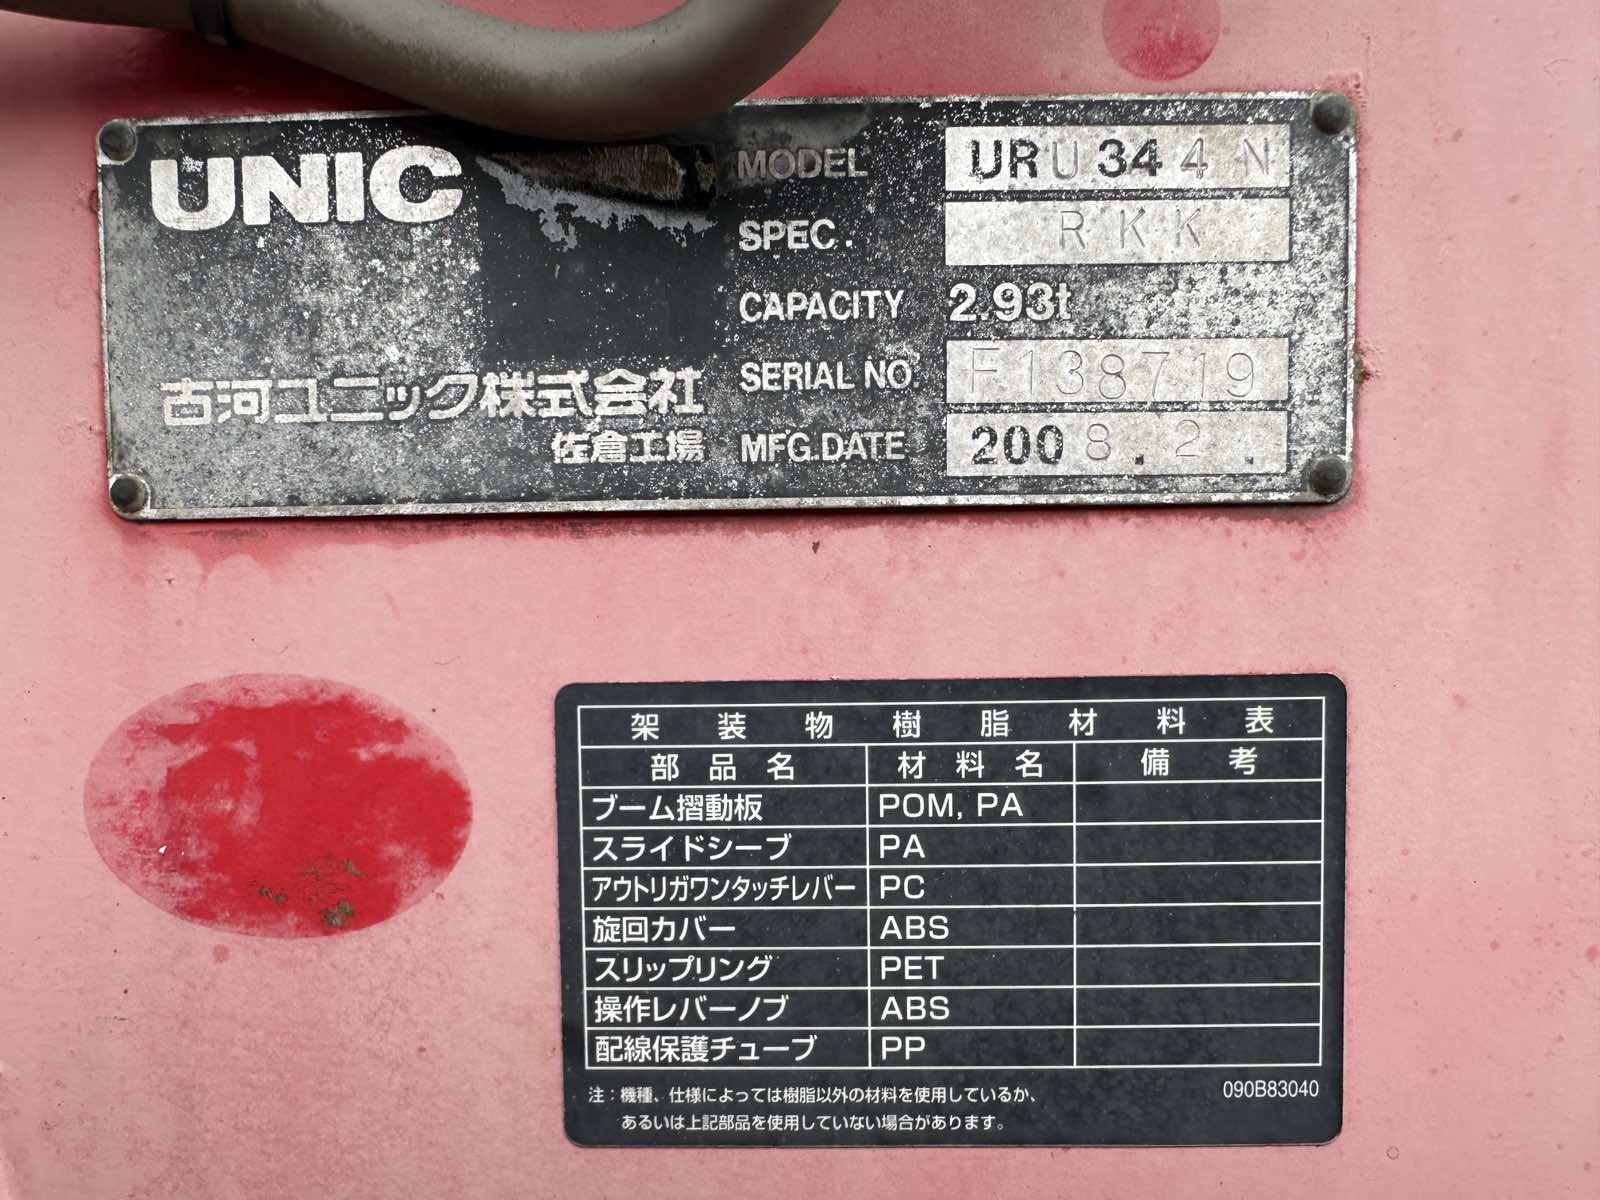 UNIC
古河ユニック株式会社
佐倉工場
MODEL URU344N
SPEC. RKK
CAPACITY 2.93t
SERIAL NO. F138719
MFG.DATE 2008.2.
架装物樹脂材料表
部品名 材料名 備考
ブーム摺動板 POM, PA
スライドシーブ PA
アウトリガワンタッチレバー PC
旋回カバー ABS
スリップリング PET
操作レバーノブ ABS
配線保護チューブ PP
注：機種、仕様によっては樹脂以外の材料を使用しているか、
あるいは上記部品を使用していない場合があります。
090B83040